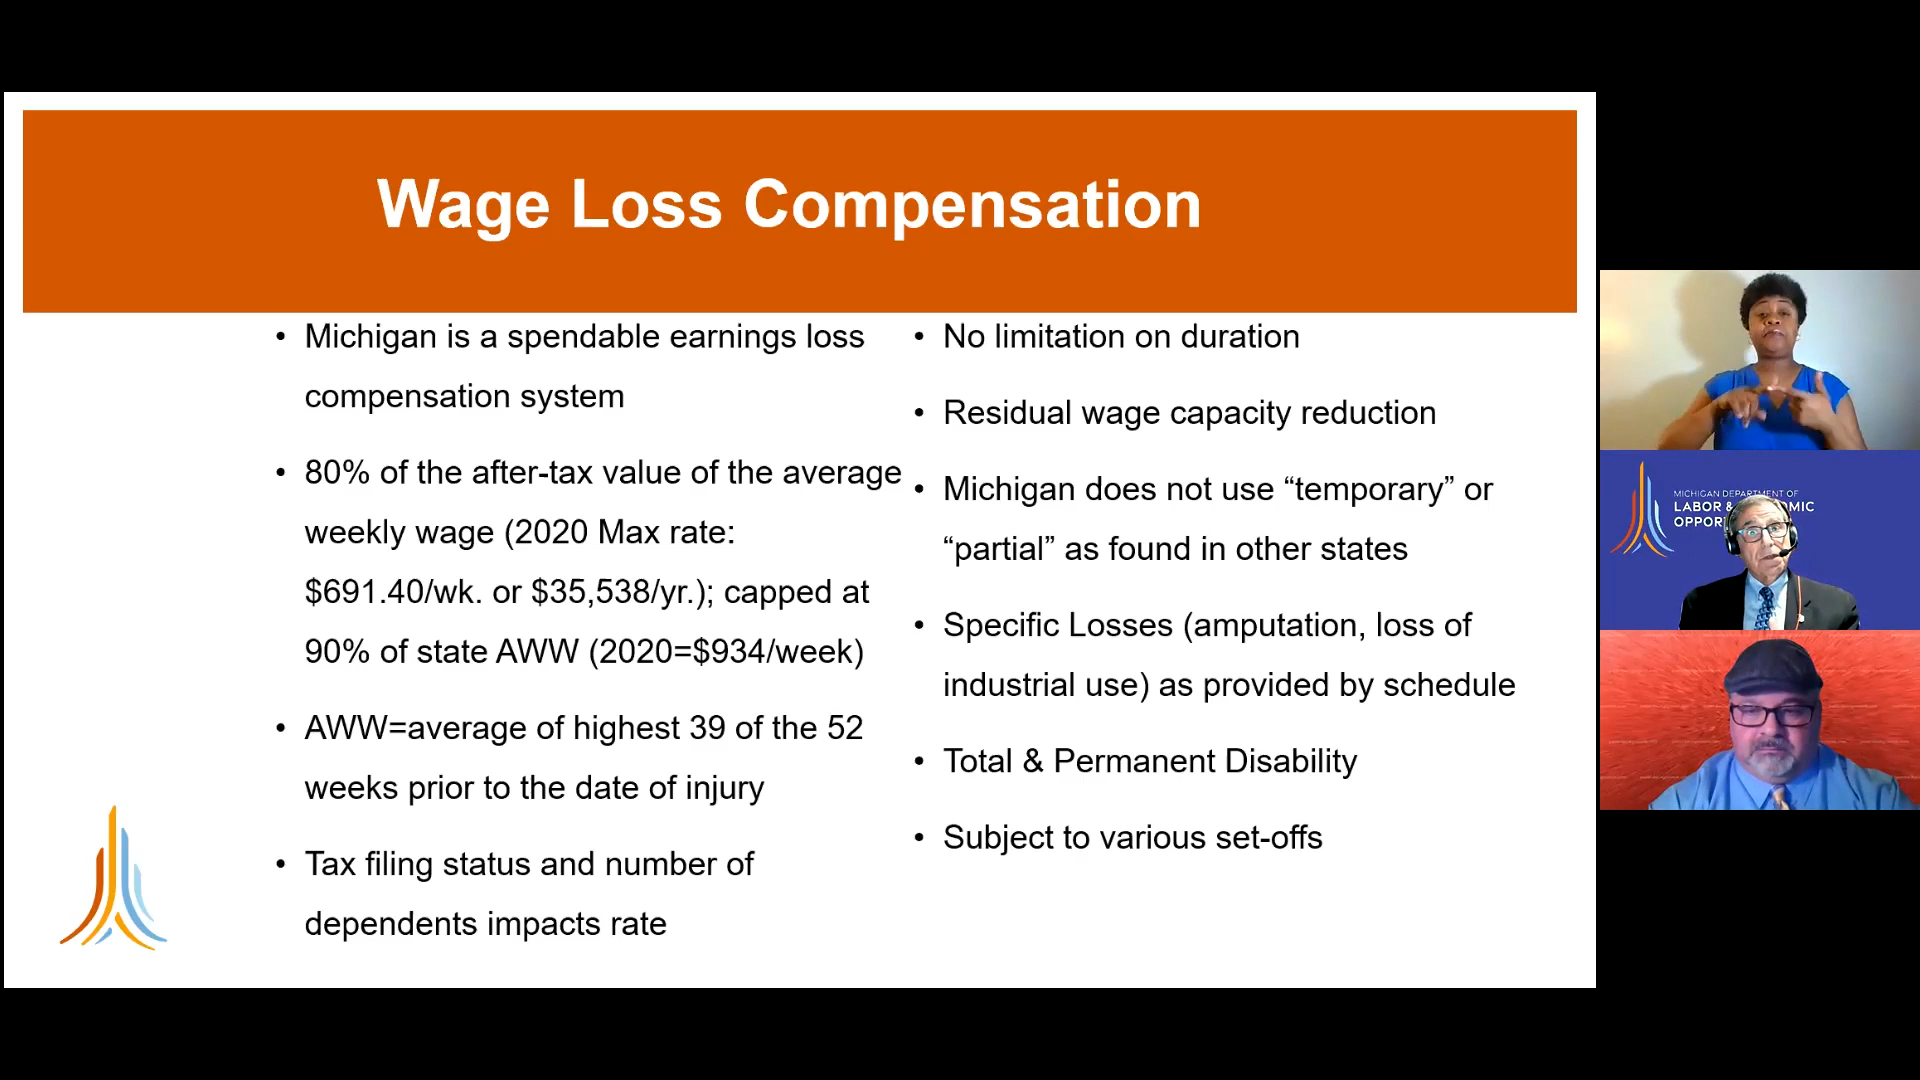 Wage Loss Compensation
• Michigan is a spendable earnings loss
compensation system
• 80% of the after-tax value of the average
weekly wage (2020 Max rate:
$691.40/wk. or $35,538/yr.); capped at
90% of state AWW (2020=$934/week)
• AWW=average of highest 39 of the 52
weeks prior to the date of injury
• Tax filing status and number of
dependents impacts rate
• No limitation on duration
• Residual wage capacity reduction
• Michigan does not use “temporary” or
“partial” as found in other states
• Specific Losses (amputation, loss of
industrial use) as provided by schedule
• Total & Permanent Disability
• Subject to various set-offs
MICHIGAN DEPARTMENT OF
LABOR & OMIC
OPPOR